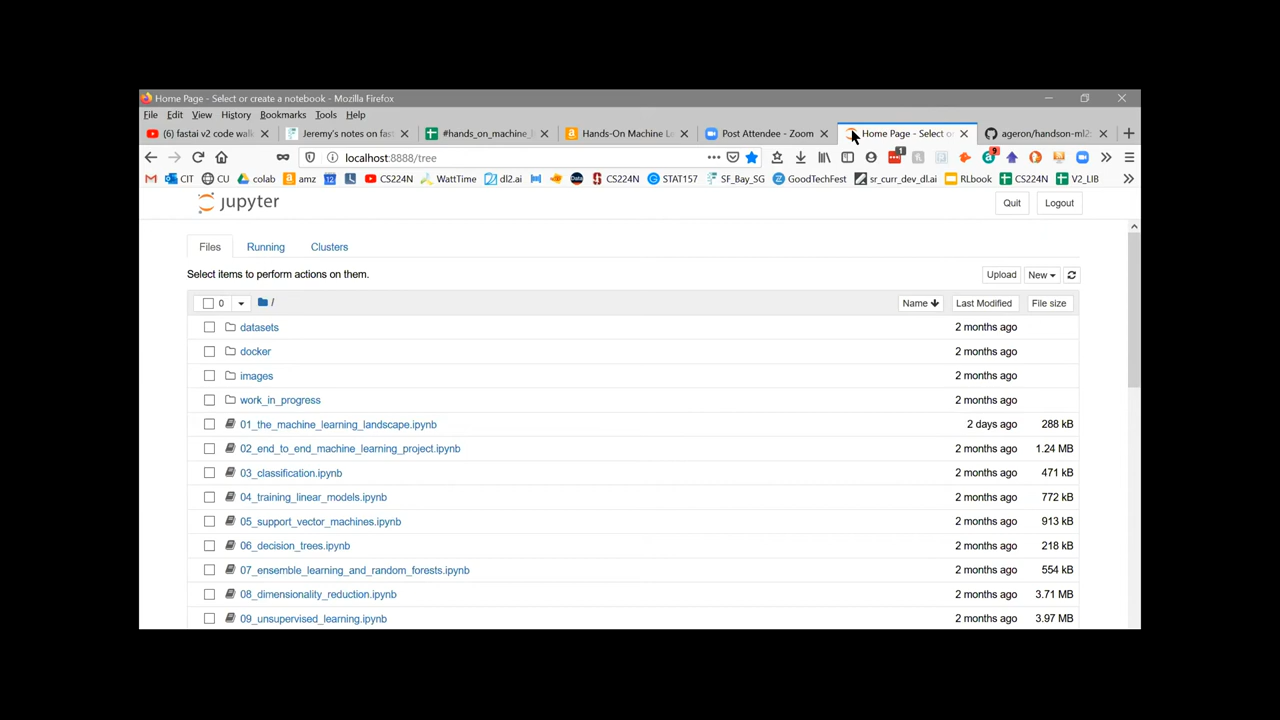 Home Page - Select or create a notebook - Mozilla Firefox
File Edit View History Bookmarks Tools Help
(6) fastai v2 code wal Jeremy's notes on fas #hands_on_machine_l Hands-On Machine Le Post Attendee - Zoom Home Page - Select o ageron/handson-ml2:
localhost:8888/tree 1 9
CIT CU colab amz 12 CS224N WattTime dl2.ai Data CS224N STAT157 SF_Bay_SG GoodTechFest sr_curr_dev_dl.ai RLbook CS224N V2_LIB
jupyter Quit Logout
Files Running Clusters
Select items to perform actions on them. Upload New
0 / Name Last Modified File size
datasets 2 months ago
docker 2 months ago
images 2 months ago
work_in_progress 2 months ago
01_the_machine_learning_landscape.ipynb 2 days ago 288 kB
02_end_to_end_machine_learning_project.ipynb 2 months ago 1.24 MB
03_classification.ipynb 2 months ago 471 kB
04_training_linear_models.ipynb 2 months ago 772 kB
05_support_vector_machines.ipynb 2 months ago 913 kB
06_decision_trees.ipynb 2 months ago 218 kB
07_ensemble_learning_and_random_forests.ipynb 2 months ago 554 kB
08_dimensionality_reduction.ipynb 2 months ago 3.71 MB
09_unsupervised_learning.ipynb 2 months ago 3.97 MB